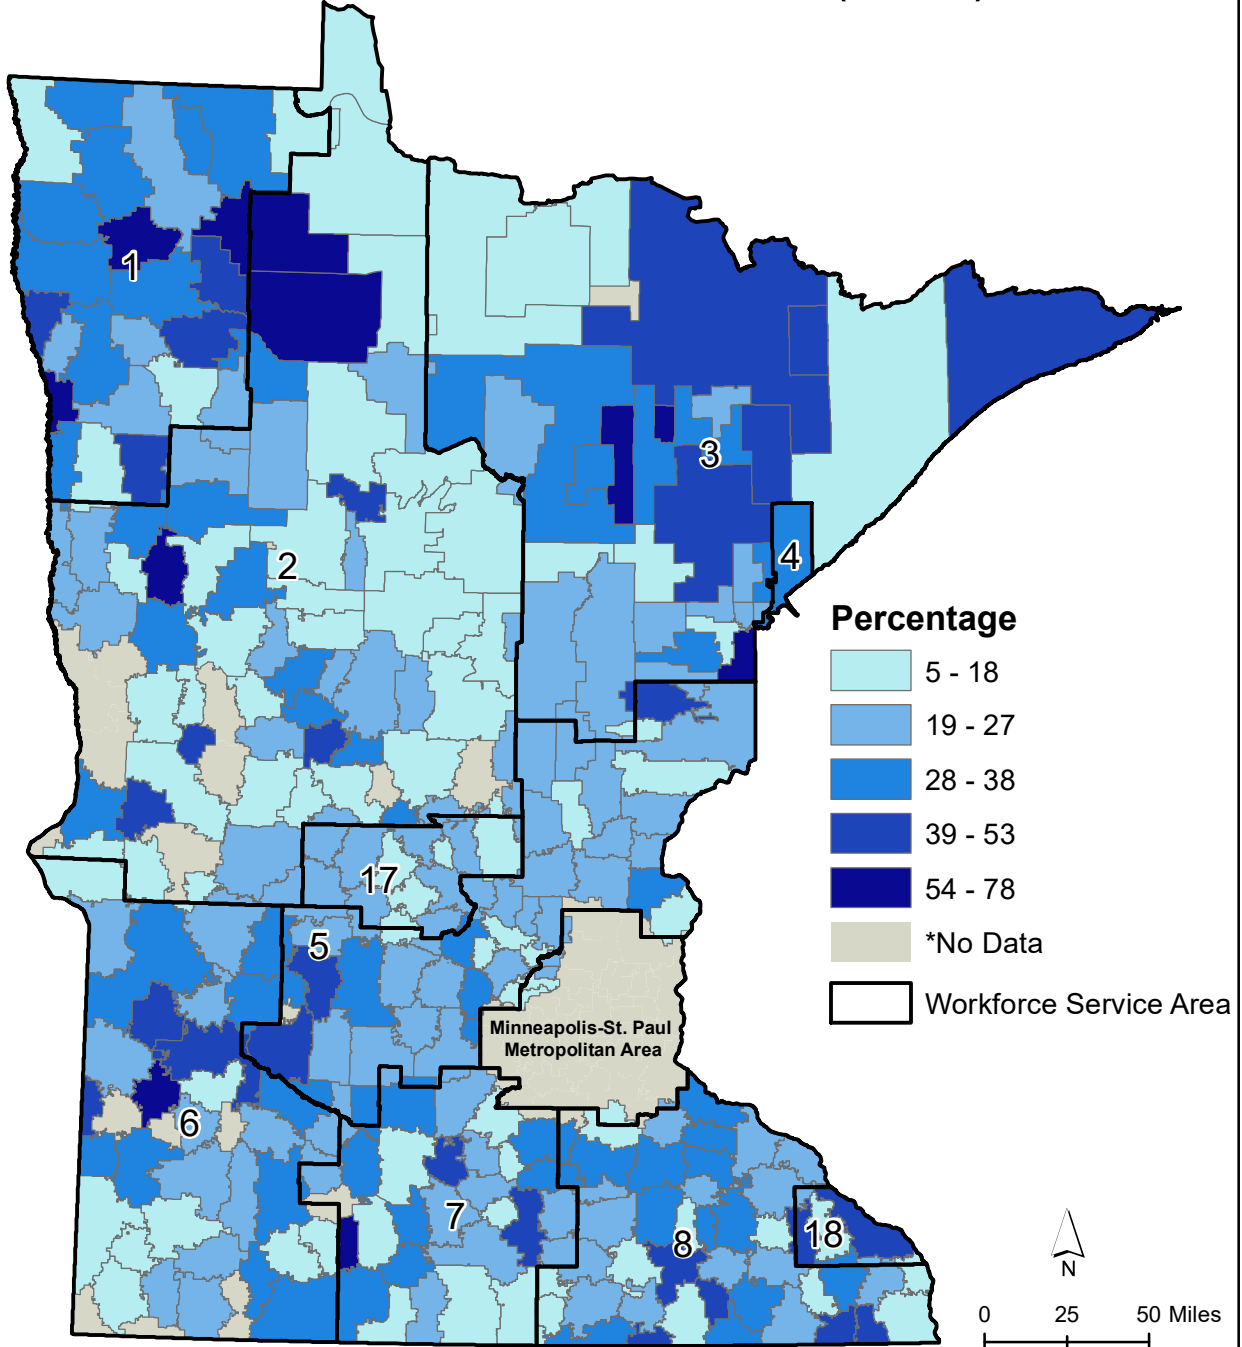 1
2
3
4
Percentage
5 - 18
19 - 27
28 - 38
39 - 53
54 - 78
*No Data
Workforce Service Area
17
5
Minneapolis-St. Paul
Metropolitan Area
6
7
8
18
N
0 25 50 Miles